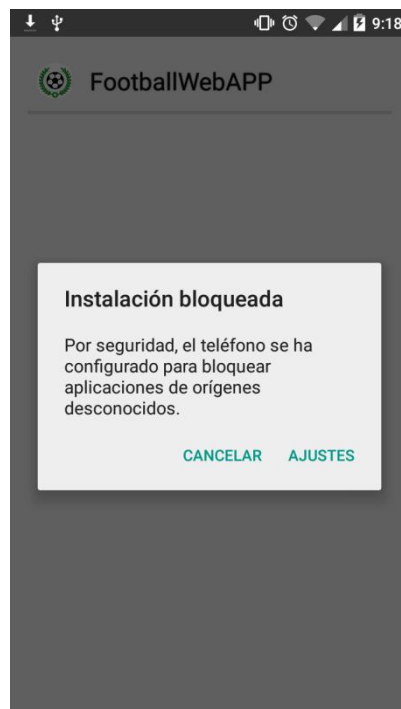 9:18
FootballWebAPP
Instalación bloqueada
Por seguridad, el teléfono se ha
configurado para bloquear
aplicaciones de orígenes
desconocidos.
CANCELAR AJUSTES